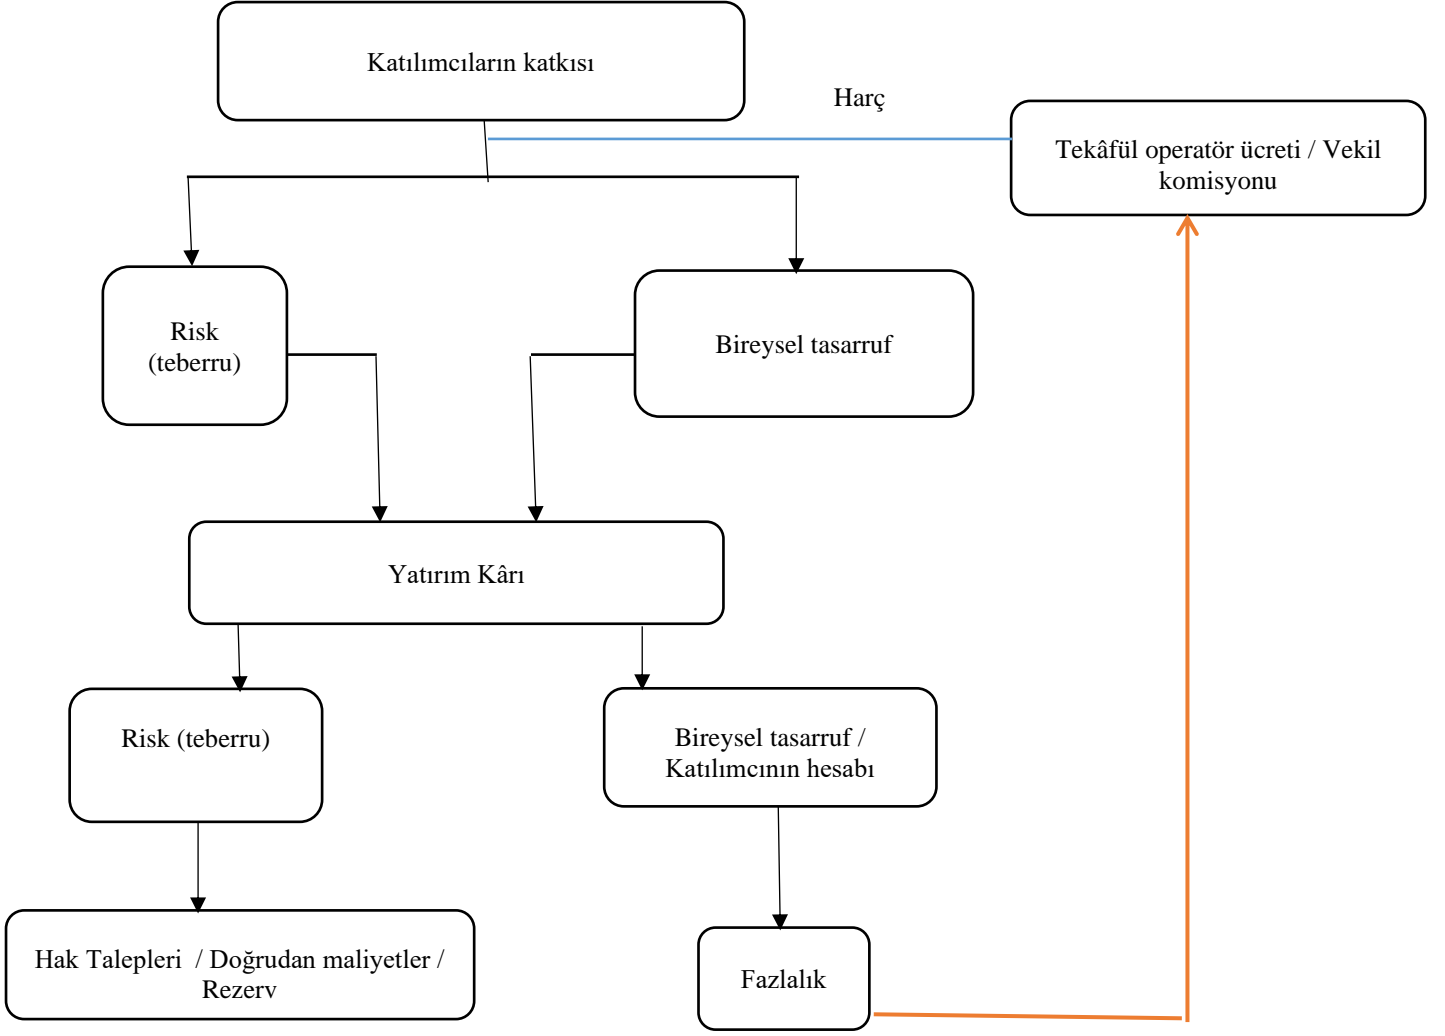 Katılımcıların katkısı
Harç
Tekâfül operatör ücreti / Vekil
komisyonu
Risk
(teberru)
Bireysel tasarruf
Yatırım Kârı
Risk (teberru)
Bireysel tasarruf /
Katılımcının hesabı
Hak Talepleri / Doğrudan maliyetler /
Rezerv
Fazlalık